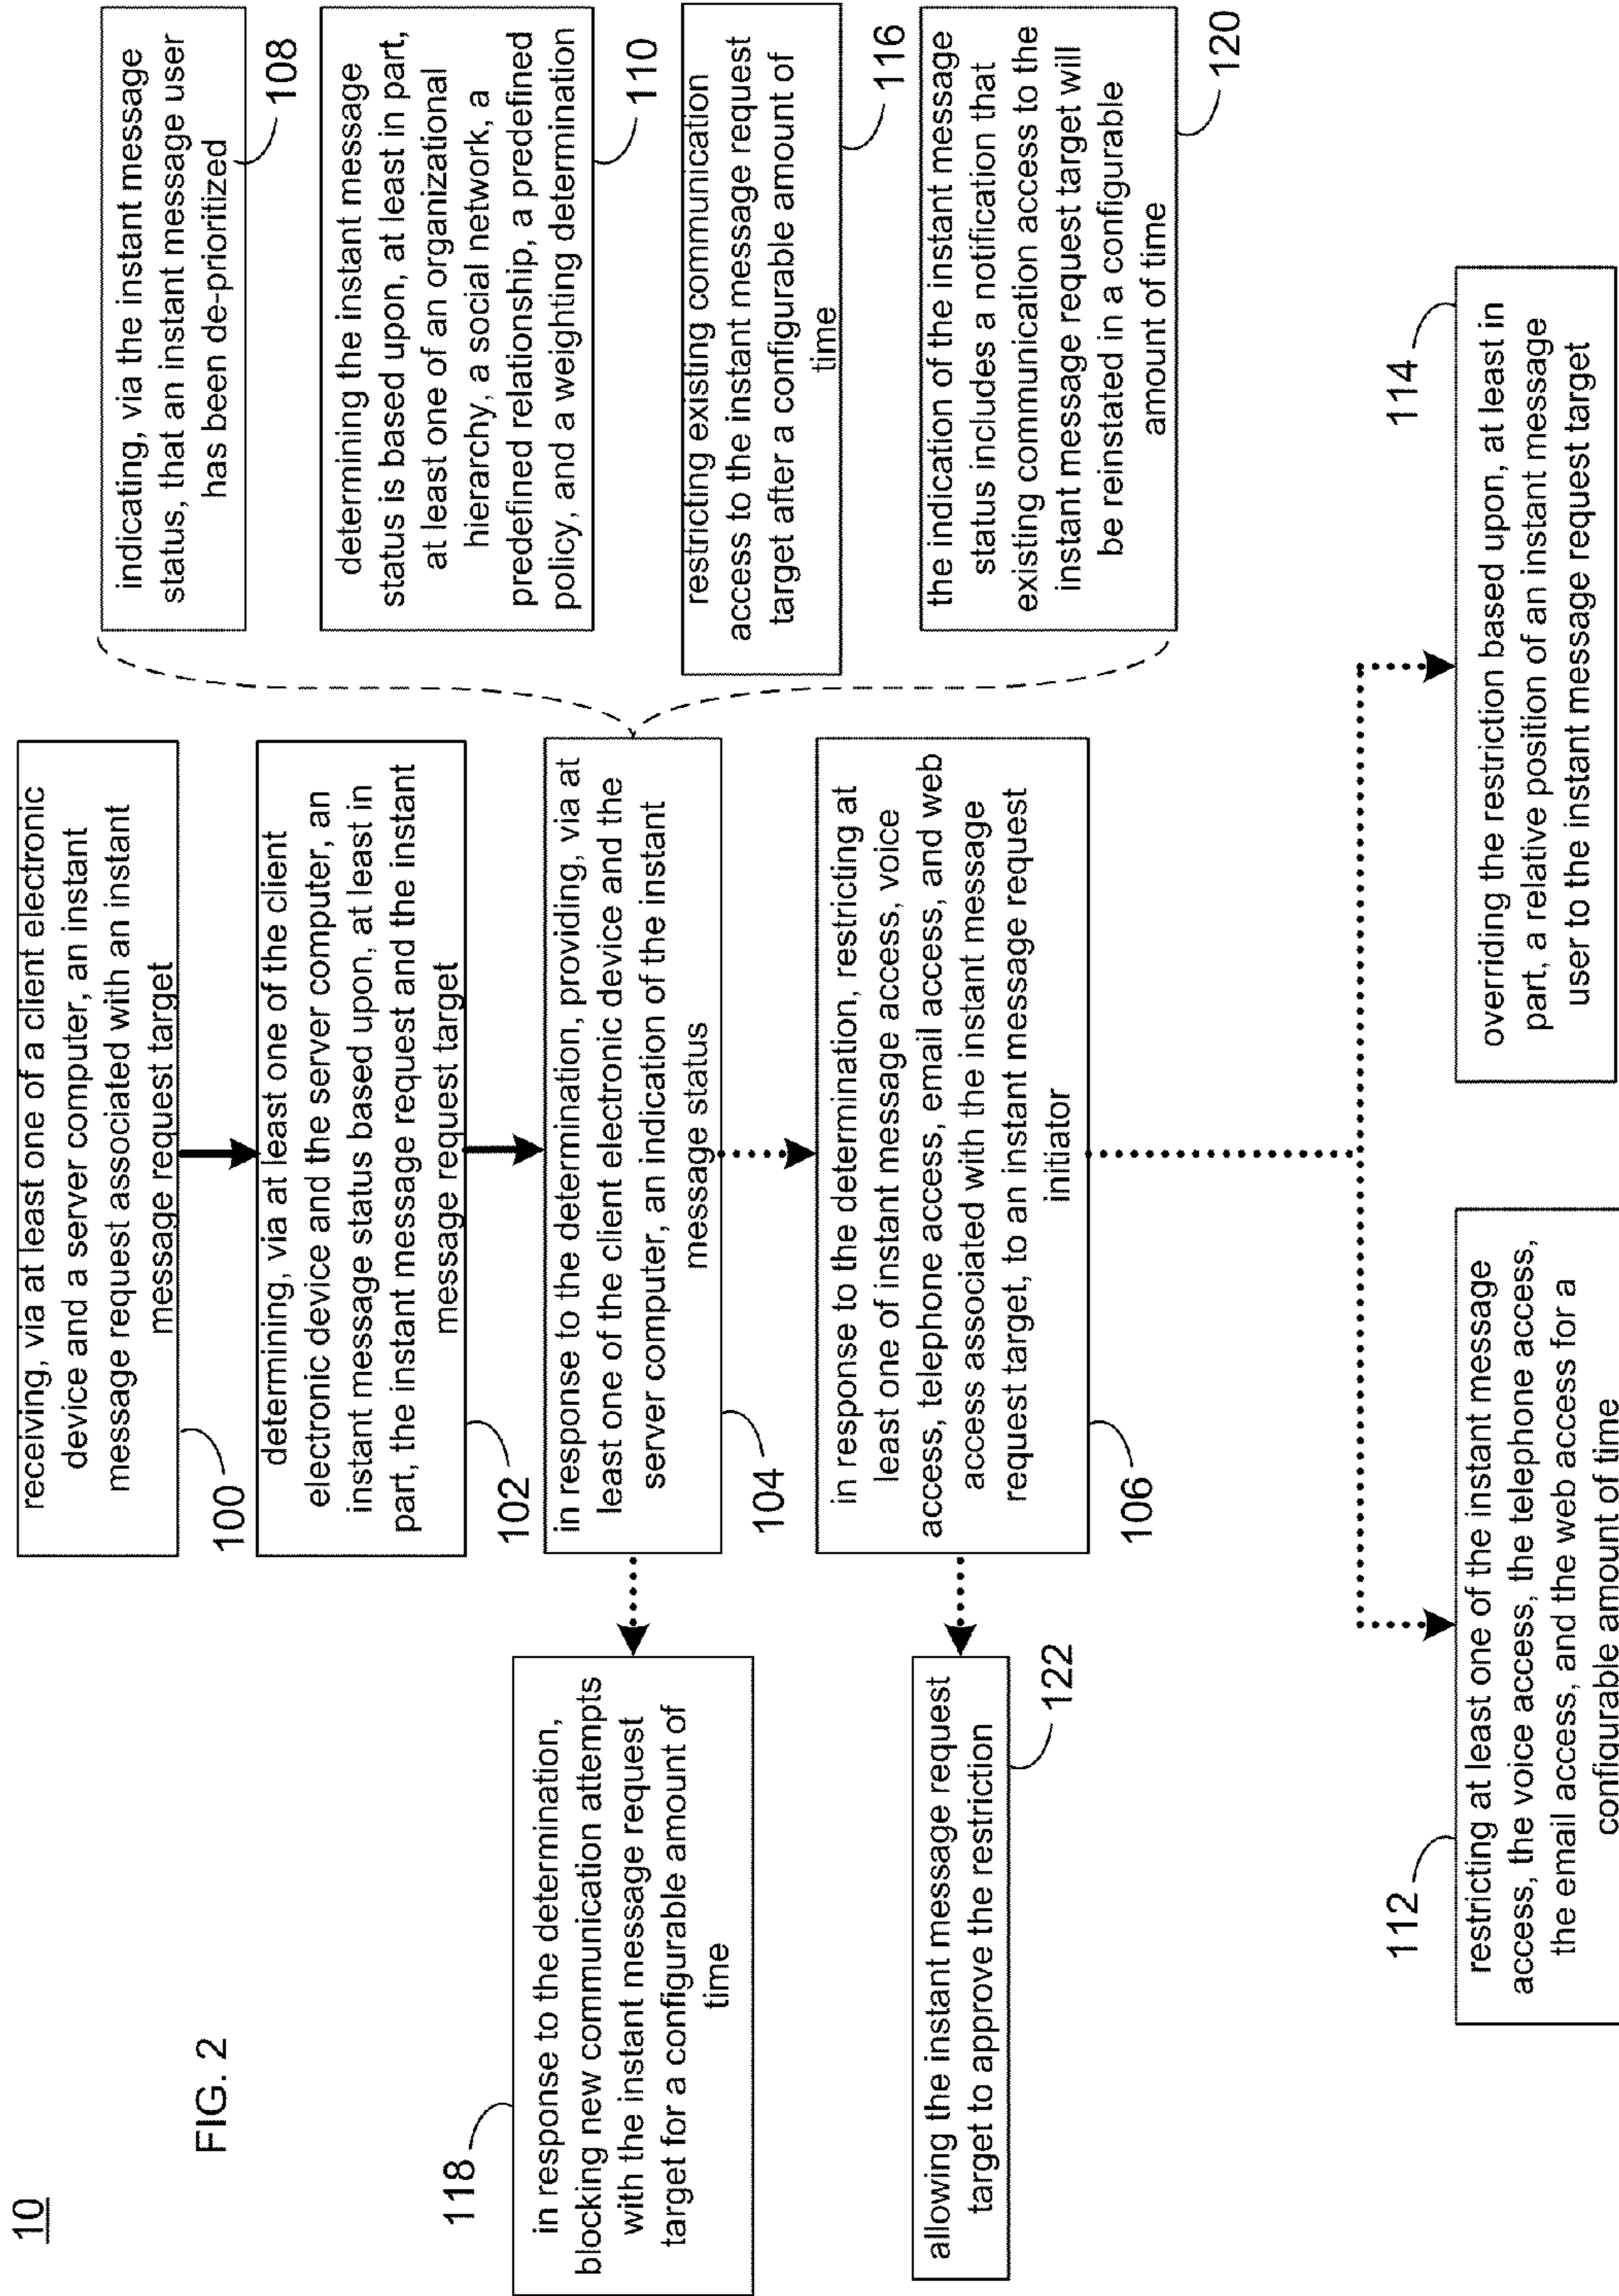 10
FIG. 2
receiving, via at least one of a client electronic
device and a server computer, an instant
message request associated with an instant
message request target
100
determining, via at least one of the client
electronic device and the server computer, an
instant message status based upon, at least in
part, the instant message request and the instant
message request target
102
in response to the determination, providing, via at
least one of the client electronic device and the
server computer, an indication of the instant
message status
104
in response to the determination, restricting at
least one of instant message access, voice
access, telephone access, email access, and web
access associated with the instant message
request target, to an instant message request
initiator
106
indicating, via the instant message
status, that an instant message user
has been de-prioritized
108
determining the instant message
status is based upon, at least in part,
at least one of an organizational
hierarchy, a social network, a
predefined relationship, a predefined
policy, and a weighting determination
110
restricting existing communication
access to the instant message request
target after a configurable amount of
time
116
the indication of the instant message
status includes a notification that
existing communication access to the
instant message request target will
be reinstated in a configurable
amount of time
120
118
in response to the determination,
blocking new communication attempts
with the instant message request
target for a configurable amount of
time
allowing the instant message request
target to approve the restriction
122
112
restricting at least one of the instant message
access, the voice access, the telephone access,
the email access, and the web access for a
configurable amount of time
114
overriding the restriction based upon, at least in
part, a relative position of an instant message
user to the instant message request target